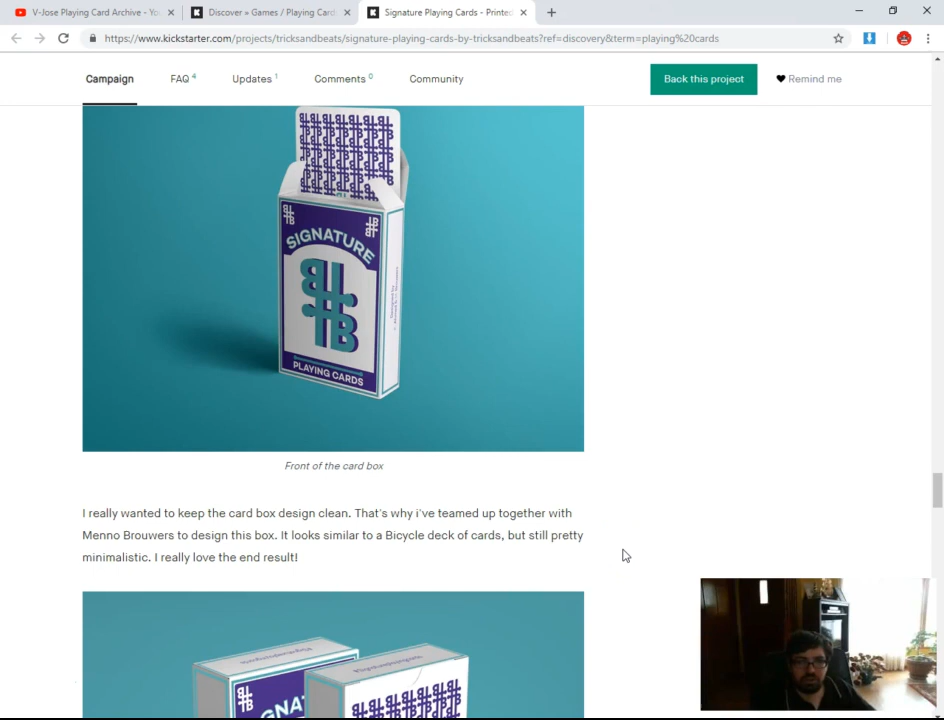 V-Jose Playing Card Archive - Yo
Discover » Games / Playing Card
Signature Playing Cards - Printe
https://www.kickstarter.com/projects/tricksandbeats/signature-playing-cards-by-tricksandbeats?ref=discovery&term=playing%20cards
Campaign
FAQ 4
Updates 1
Comments 0
Community
Back this project
Remind me
SIGNATURE
PLAYING CARDS
Front of the card box
I really wanted to keep the card box design clean. That's why i've teamed up together with
Menno Brouwers to design this box. It looks similar to a Bicycle deck of cards, but still pretty
minimalistic. I really love the end result!